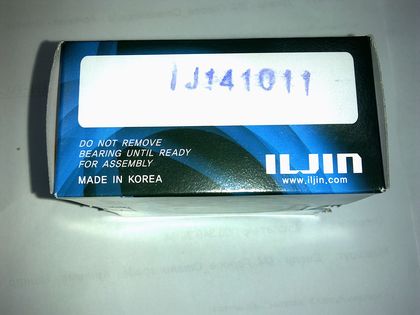 IJ141011
DO NOT REMOVE
BEARING UNTIL READY
FOR ASSEMBLY
MADE IN KOREA
ILJIN
www.iljin.com